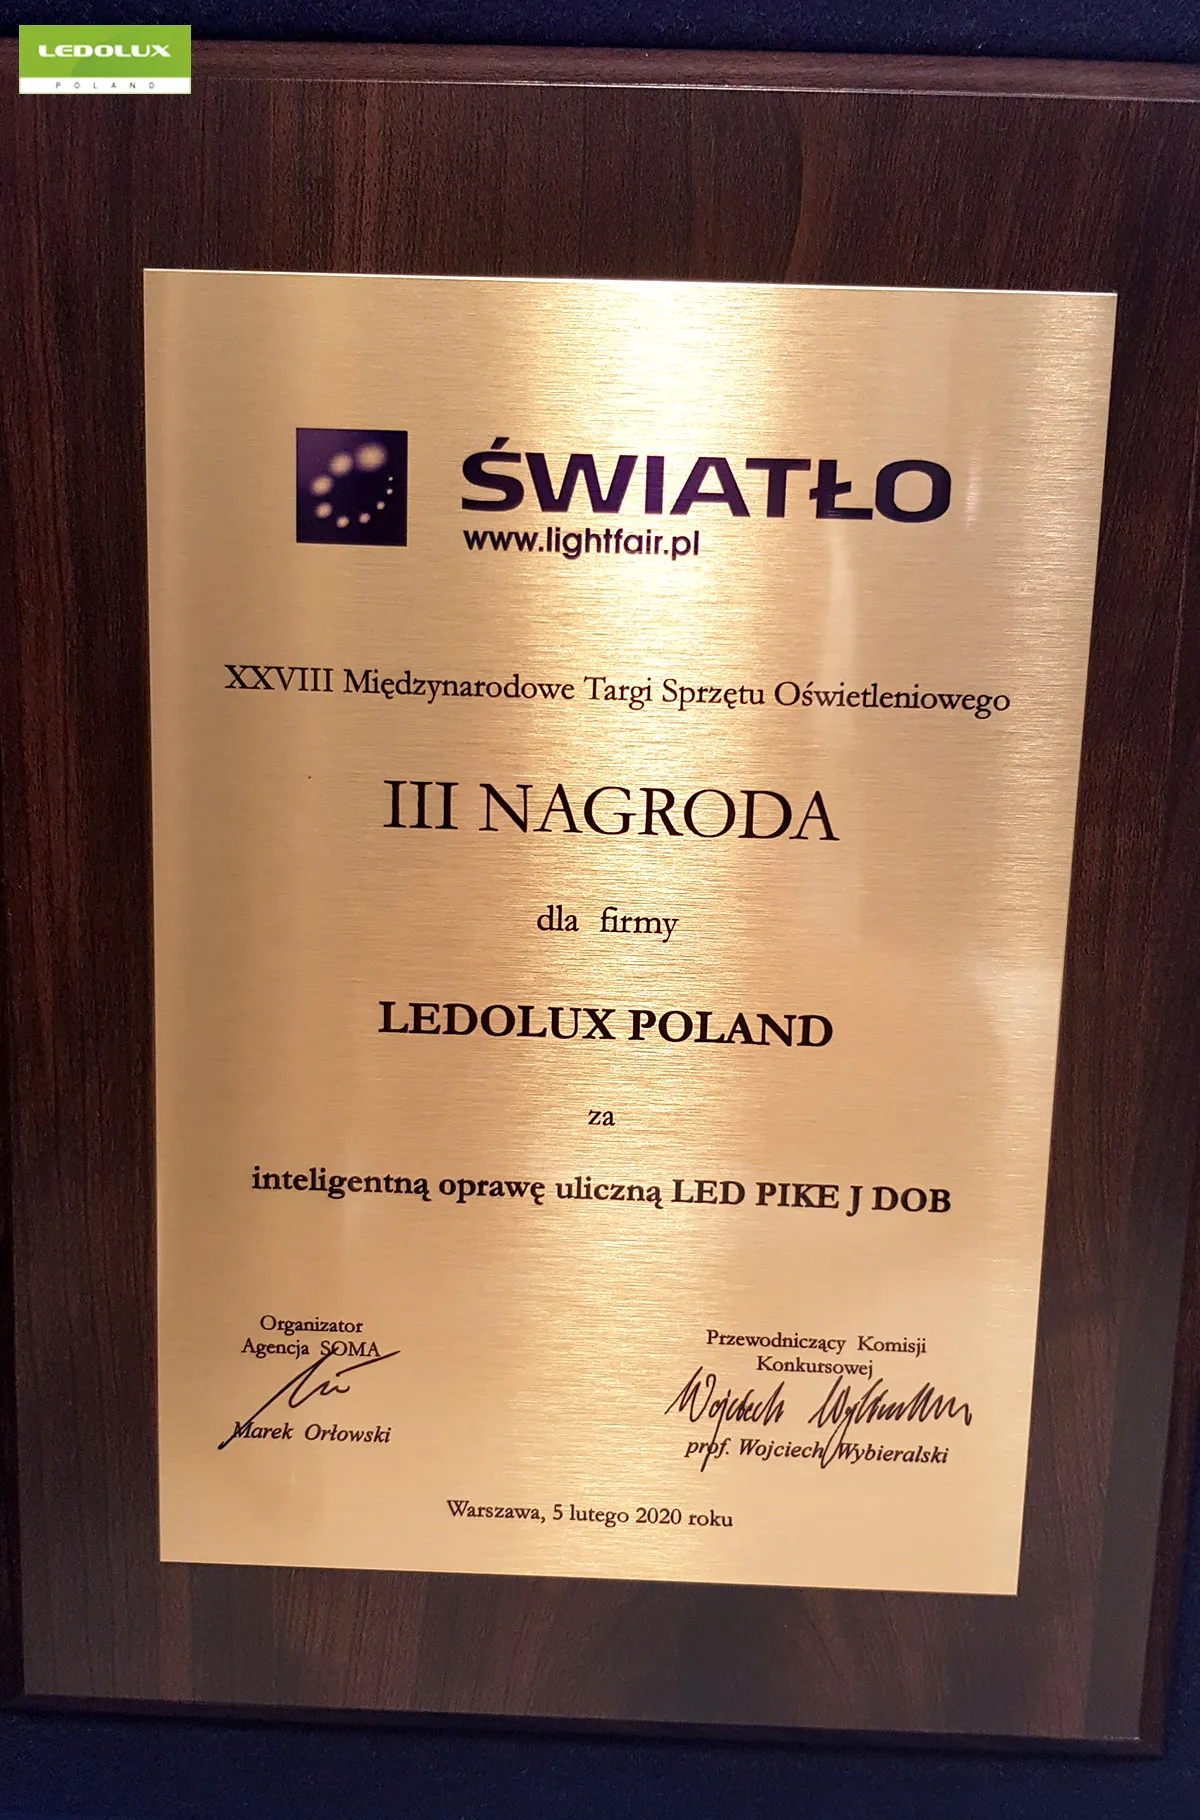 LEDOLUX
POLAND
ŚWIATŁO
www.lightfair.pl
XXVIII Międzynarodowe Targi Sprzętu Oświetleniowego
III NAGRODA
dla firmy
LEDOLUX POLAND
za
inteligentną oprawę uliczną LED PIKE J DOB
Organizator
Agencja SOMA
Marek Orłowski
Przewodniczący Komisji
Konkursowej
Wojciech Wybieralski
prof. Wojciech Wybieralski
Warszawa, 5 lutego 2020 roku